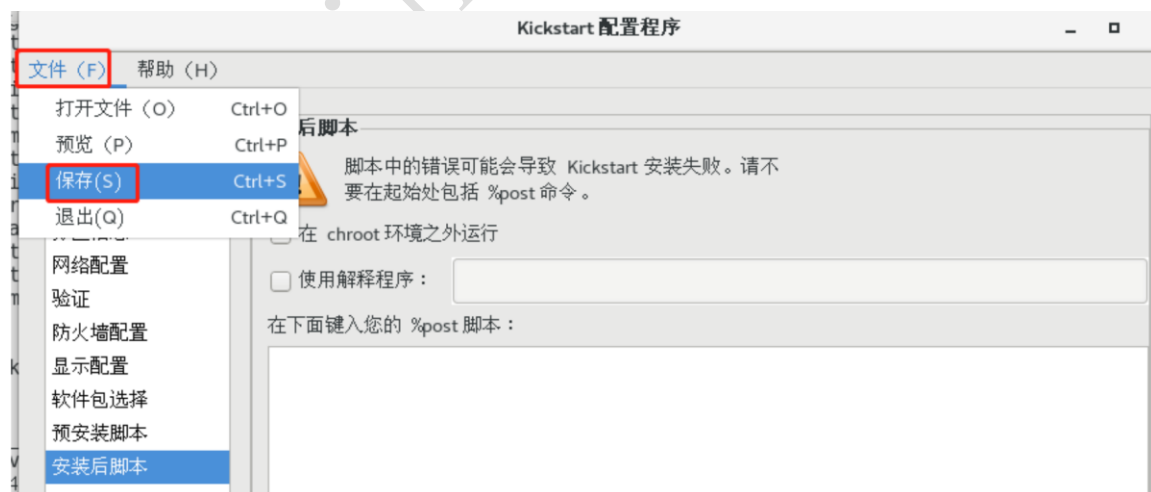 Kickstart 配置程序
文件（F） 帮助（H）
打开文件（O） Ctrl+O
预览（P） Ctrl+P
保存(S) Ctrl+S
退出(Q) Ctrl+Q
后脚本
脚本中的错误可能会导致 Kickstart 安装失败。请不
要在起始处包括 %post 命令。
在 chroot 环境之外运行
使用解释程序：
在下面键入您的 %post 脚本：
网络配置
验证
防火墙配置
显示配置
软件包选择
预安装脚本
安装后脚本